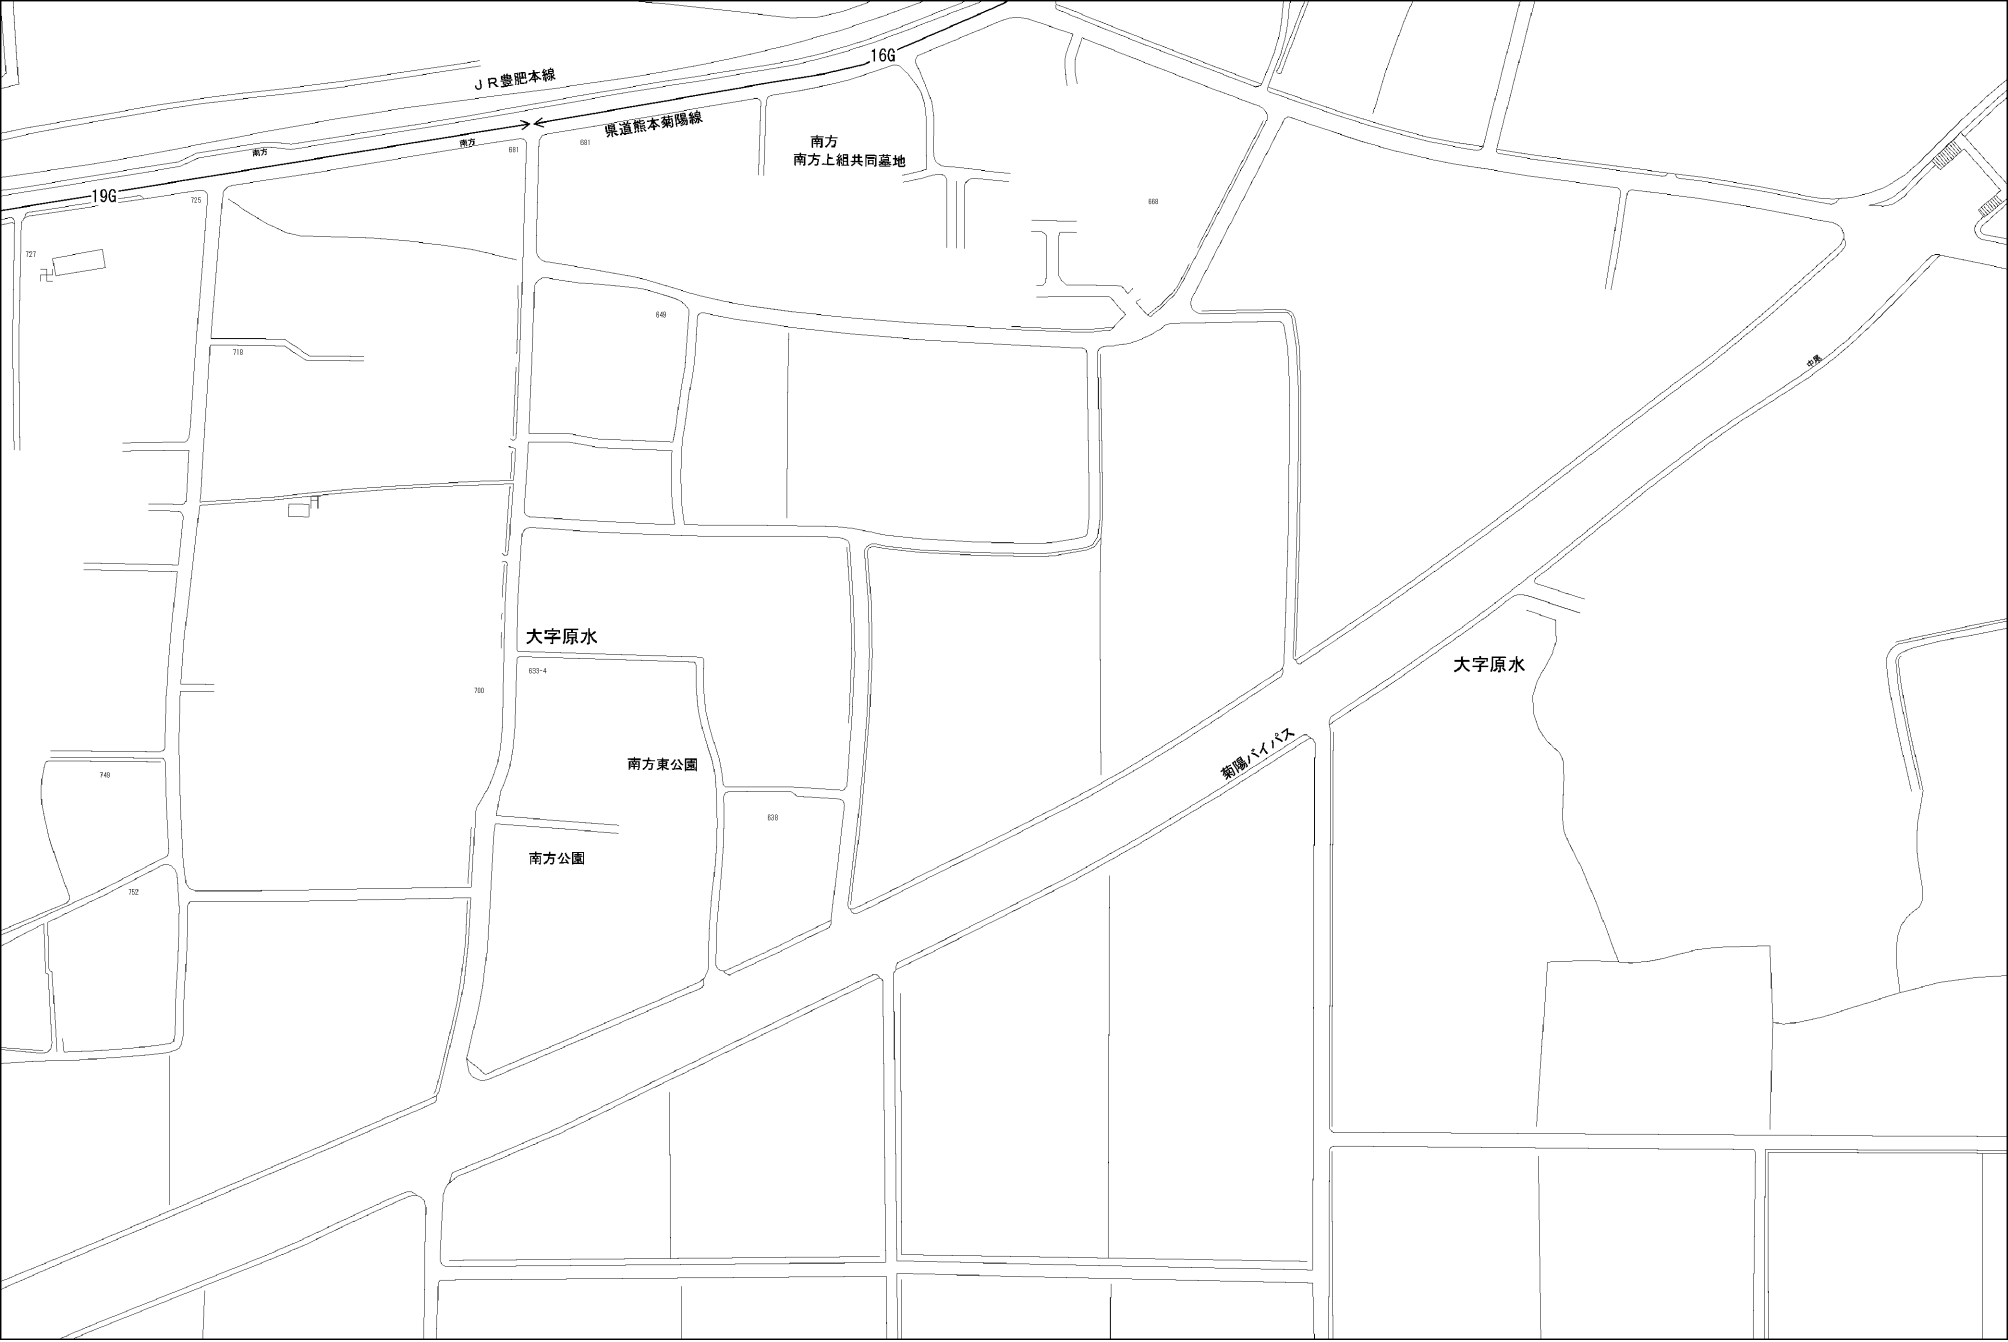 16G
ＪＲ豊肥本線
県道熊本菊陽線
南方
南方
681
681
南方
南方上組共同墓地
19G
725
668
727
649
718
中尾
大字原水
大字原水
633-4
700
菊陽バイパス
南方東公園
749
638
南方公園
752